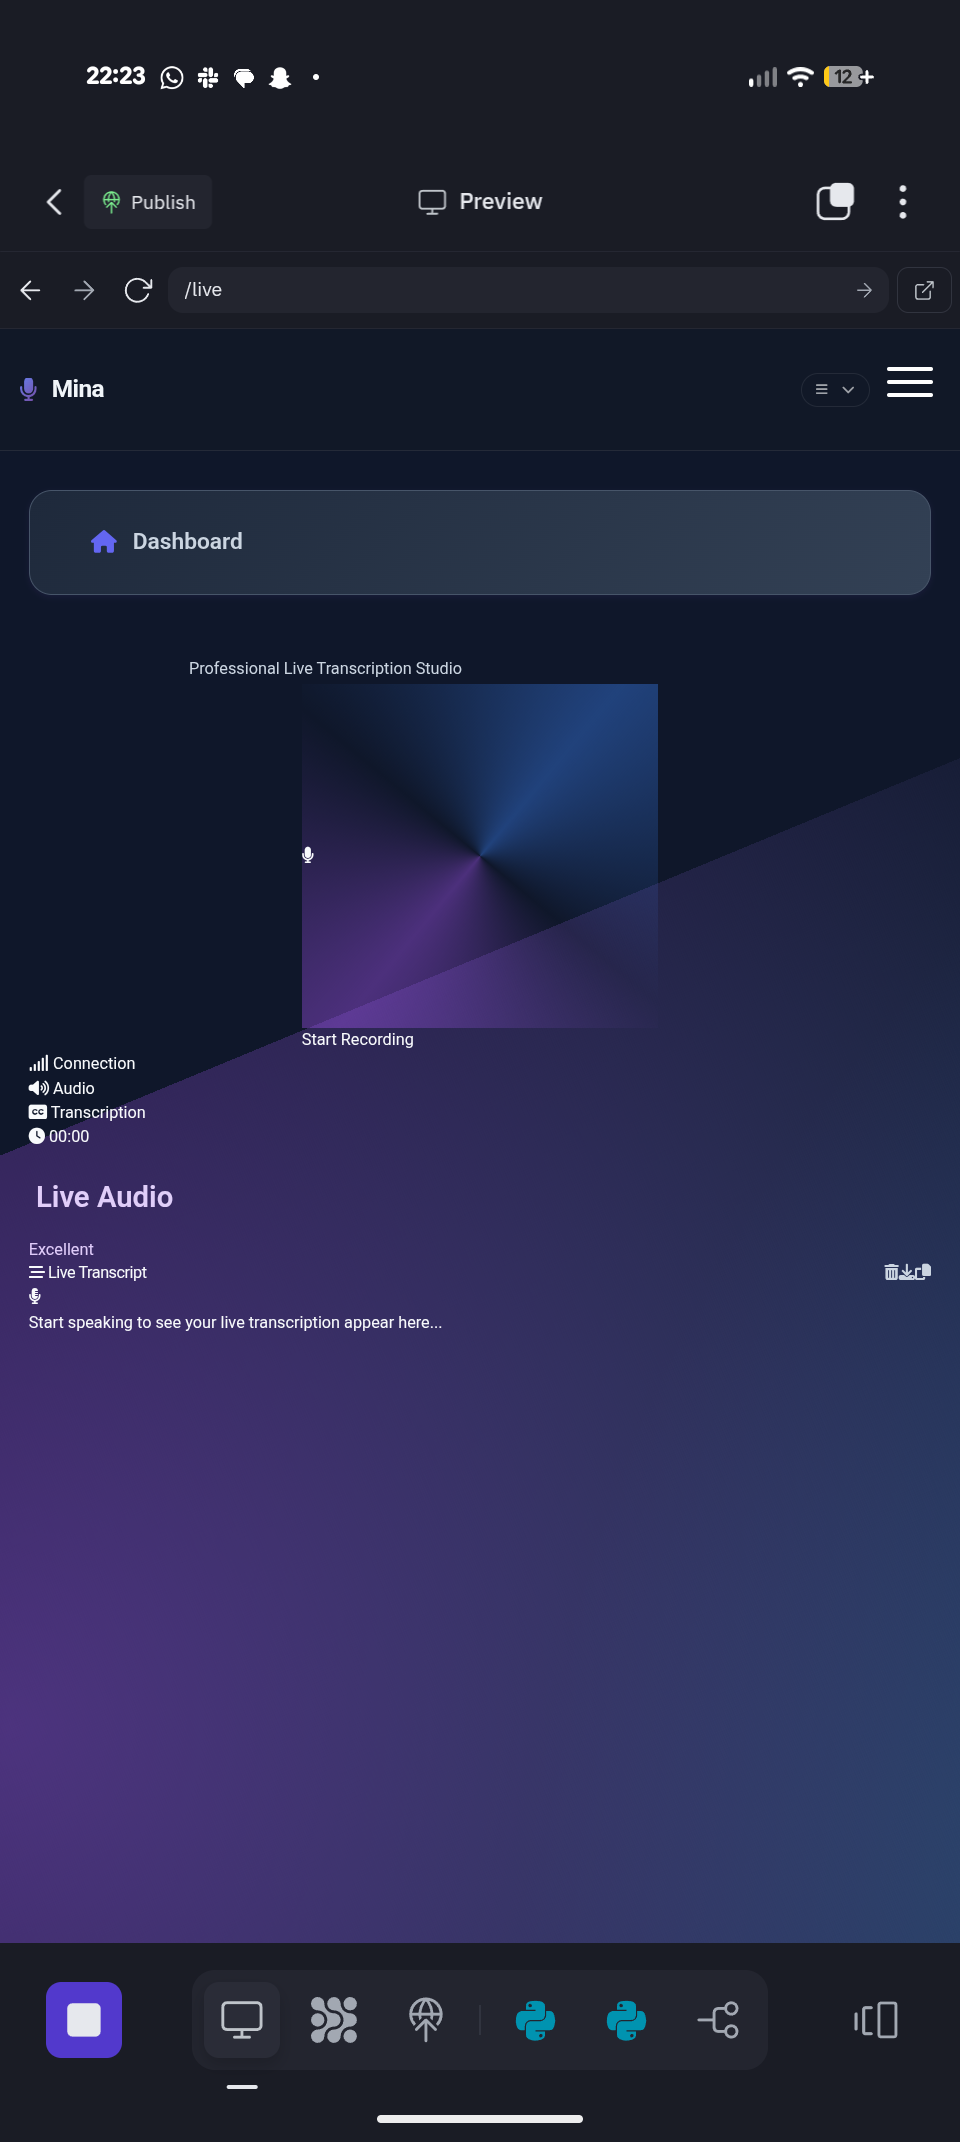 22:23
12
Publish
Preview
/live
Mina
Dashboard
Professional Live Transcription Studio
Start Recording
Connection
Audio
CC Transcription
00:00
Live Audio
Excellent
Live Transcript
Start speaking to see your live transcription appear here...